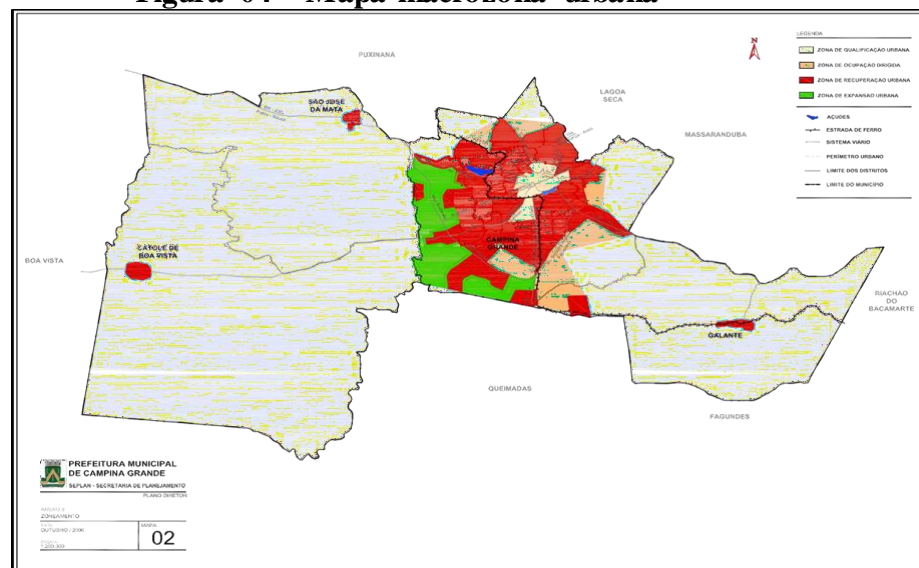 Figura 04 – Mapa macrozona urbana
PUXINANÃ
LAGOA
SECA
MASSARANDUBA
SÃO JOSÉ
DA MATA
CATOLÉ DE
BOA VISTA
BOA VISTA
CAMPINA
GRANDE
GALANTE
RIACHÃO
DO
BACAMARTE
QUEIMADAS
FAGUNDES
N
LEGENDA
ZONA DE QUALIFICAÇÃO URBANA
ZONA DE OCUPAÇÃO DIRIGIDA
ZONA DE RECUPERAÇÃO URBANA
ZONA DE EXPANSÃO URBANA
AÇUDES
ESTRADA DE FERRO
SISTEMA VIÁRIO
PERÍMETRO URBANO
LIMITE DOS DISTRITOS
LIMITE DO MUNICÍPIO
PREFEITURA MUNICIPAL
DE CAMPINA GRANDE
SEPLAN - SECRETARIA DE PLANEJAMENTO
PLANO DIRETOR
ZONEAMENTO
OUTUBRO / 2006
MAPA:
02